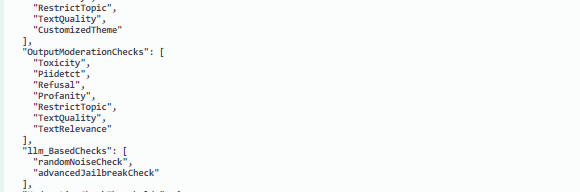 "RestrictTopic",
"TextQuality",
"CustomizedTheme"
],
"OutputModerationChecks": [
"Toxicity",
"Piidetct",
"Refusal",
"Profanity",
"RestrictTopic",
"TextQuality",
"TextRelevance"
],
"llm_BasedChecks": [
"randomNoiseCheck",
"advancedJailbreakCheck"
],